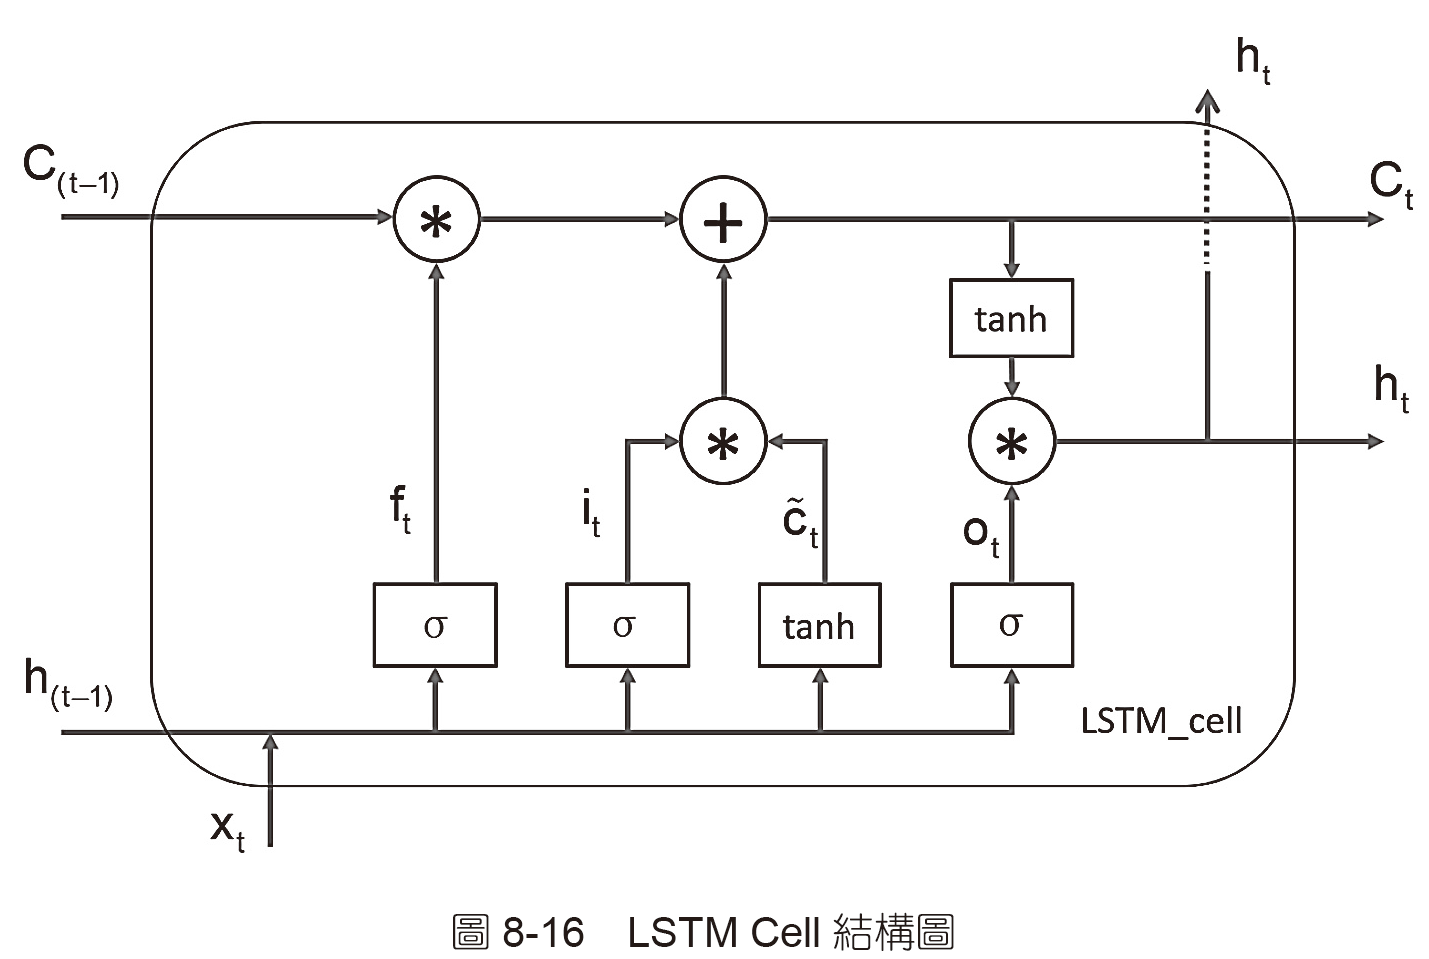 h_t
C_(t–1)
C_t
*
+
tanh
h_t
*
*
f_t
i_t
c̃_t
o_t
σ
σ
tanh
σ
h_(t–1)
LSTM_cell
x_t
圖 8-16 LSTM Cell 結構圖